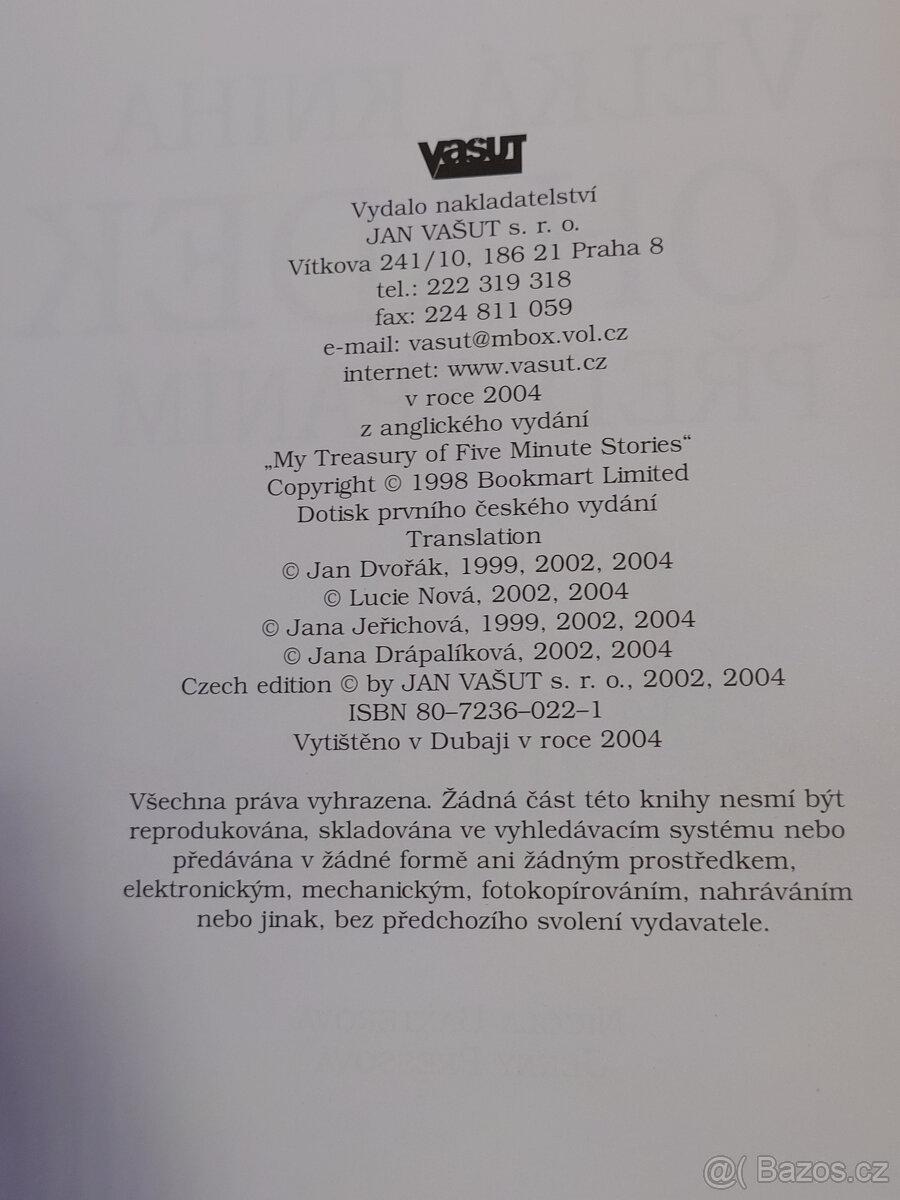 vašut
Vydalo nakladatelství
JAN VAŠUT s. r. o.
Vítkova 241/10, 186 21 Praha 8
tel.: 222 319 318
fax: 224 811 059
e-mail: vasut@mbox.vol.cz
internet: www.vasut.cz
v roce 2004
z anglického vydání
„My Treasury of Five Minute Stories“
Copyright © 1998 Bookmart Limited
Dotisk prvního českého vydání
Translation
© Jan Dvořák, 1999, 2002, 2004
© Lucie Nová, 2002, 2004
© Jana Jeřichová, 1999, 2002, 2004
© Jana Drápalíková, 2002, 2004
Czech edition © by JAN VAŠUT s. r. o., 2002, 2004
ISBN 80–7236–022–1
Vytištěno v Dubaji v roce 2004
Všechna práva vyhrazena. Žádná část této knihy nesmí být
reprodukována, skladována ve vyhledávacím systému nebo
předávána v žádné formě ani žádným prostředkem,
elektronickým, mechanickým, fotokopírováním, nahráváním
nebo jinak, bez předchozího svolení vydavatele.
@( Bazos.cz